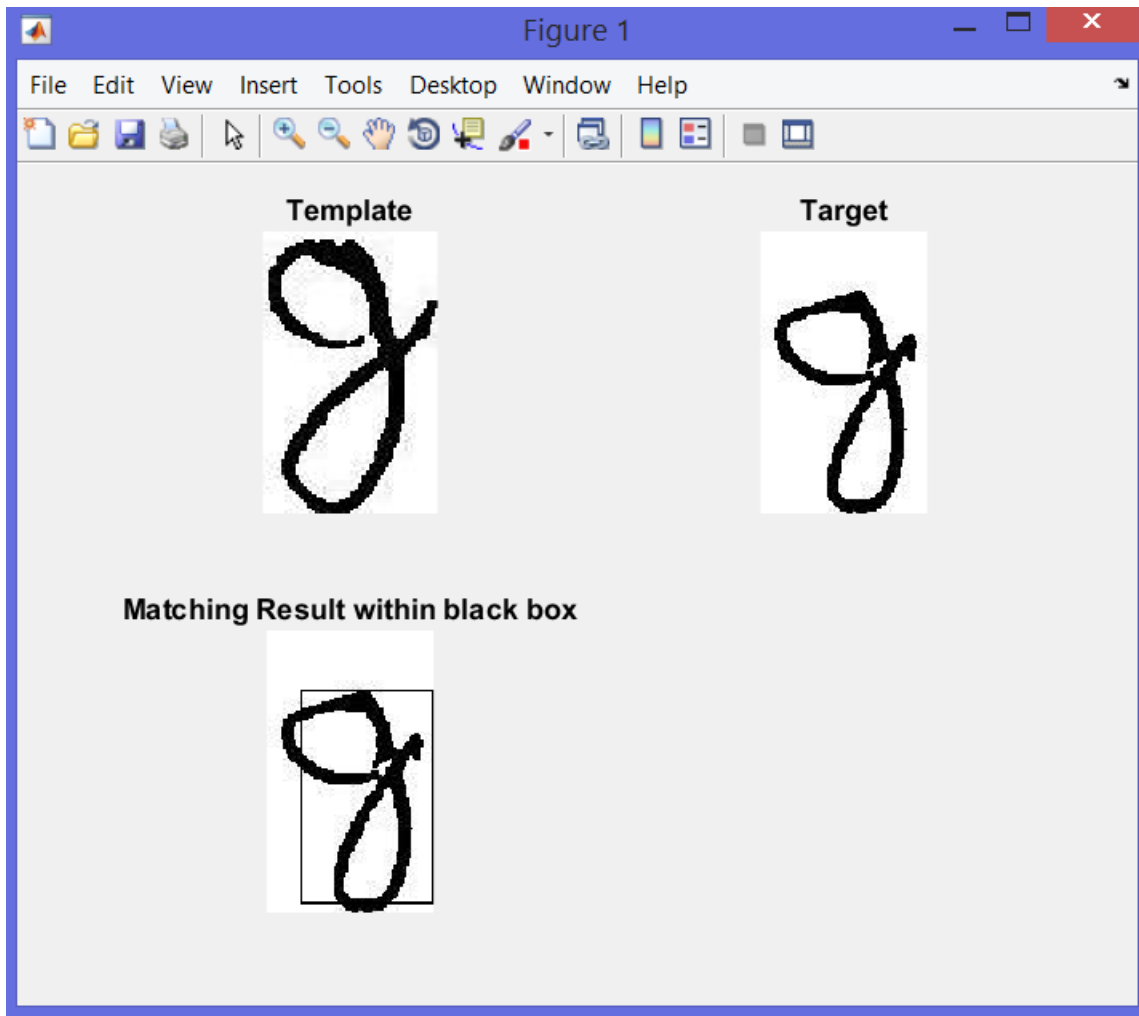 Figure 1
File Edit View Insert Tools Desktop Window Help
Template Target
g g
Matching Result within black box
g